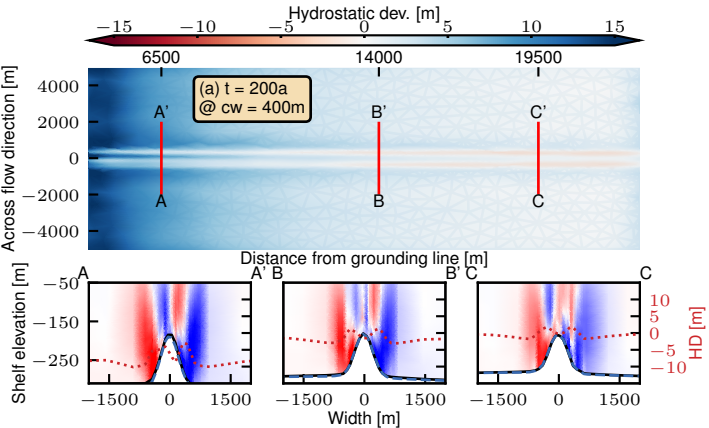 Hydrostatic dev. [m]
−15 −10 −5 0 5 10 15
6500 14000 19500
Across flow direction [m]
4000
2000
0
−2000
−4000
(a) t = 200a
@ cw = 400m
A' B' C'
A B C
Distance from grounding line [m]
A A' B B' C C
Shelf elevation [m]
−50
−150
−250
10
5
0
−5
−10
HD [m]
−1500 0 1500 −1500 0 1500 −1500 0 1500
Width [m]